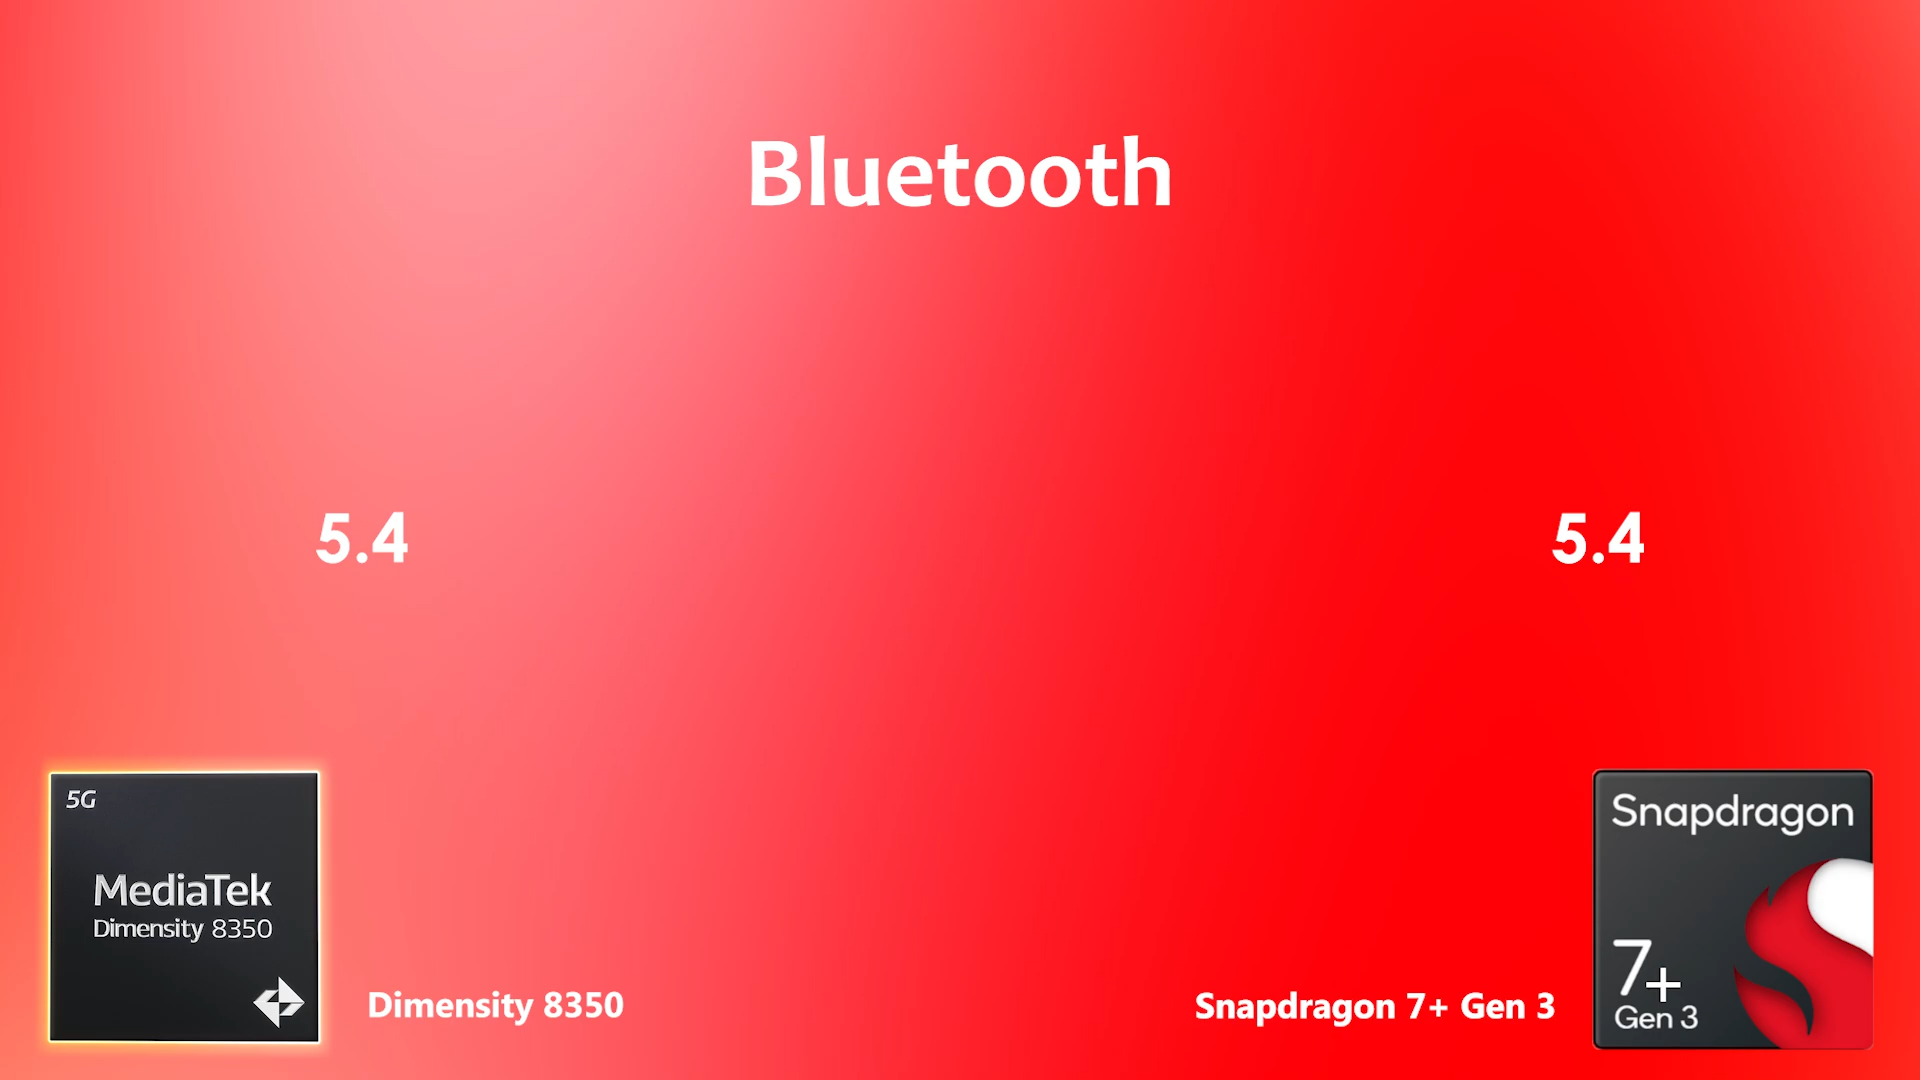 Bluetooth
5.4
5.4
5G
MediaTek
Dimensity 8350
Dimensity 8350
Snapdragon 7+ Gen 3
Snapdragon
7+
Gen 3